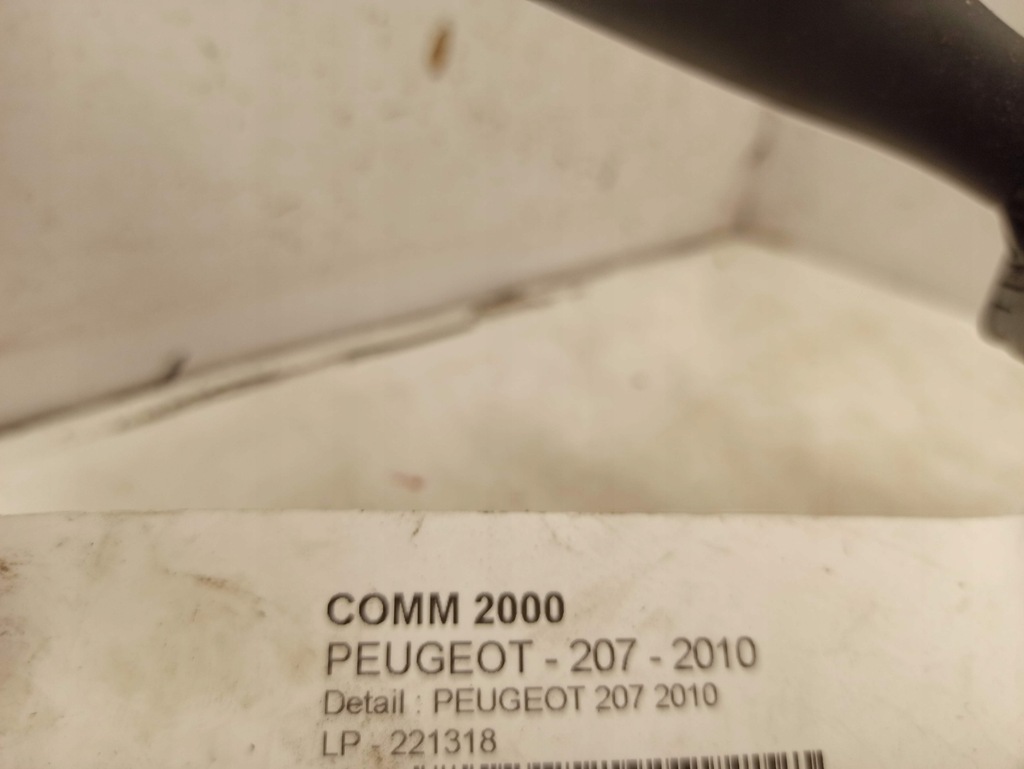 COMM 2000
PEUGEOT - 207 - 2010
Detail : PEUGEOT 207 2010
LP - 221318